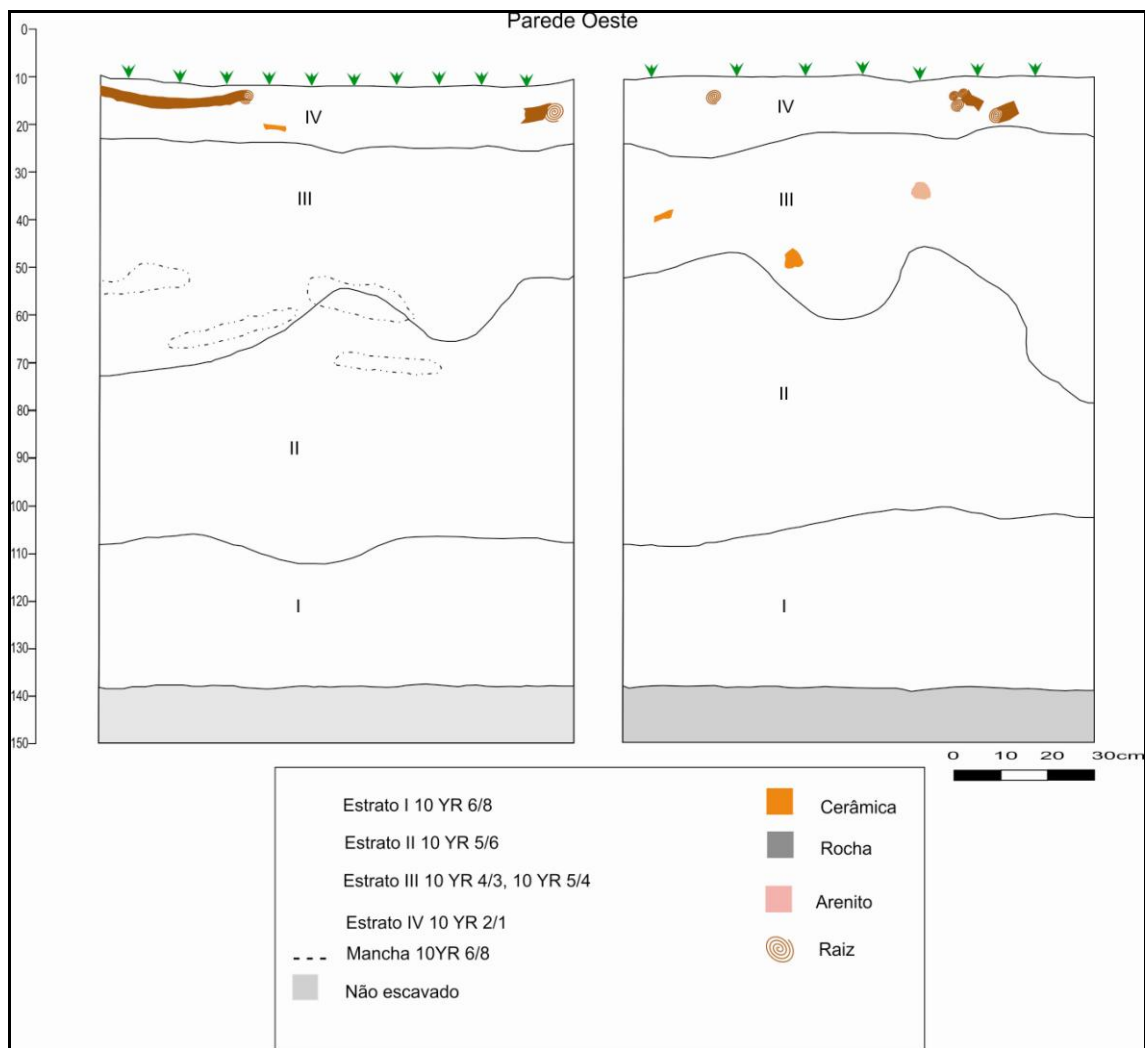 Parede Oeste
0
10
20
30
40
50
60
70
80
90
100
110
120
130
140
150
IV
III
II
I
IV
III
II
I
0 10 20 30cm
Estrato I 10 YR 6/8
Estrato II 10 YR 5/6
Estrato III 10 YR 4/3, 10 YR 5/4
Estrato IV 10 YR 2/1
Mancha 10YR 6/8
Não escavado
Cerâmica
Rocha
Arenito
Raiz